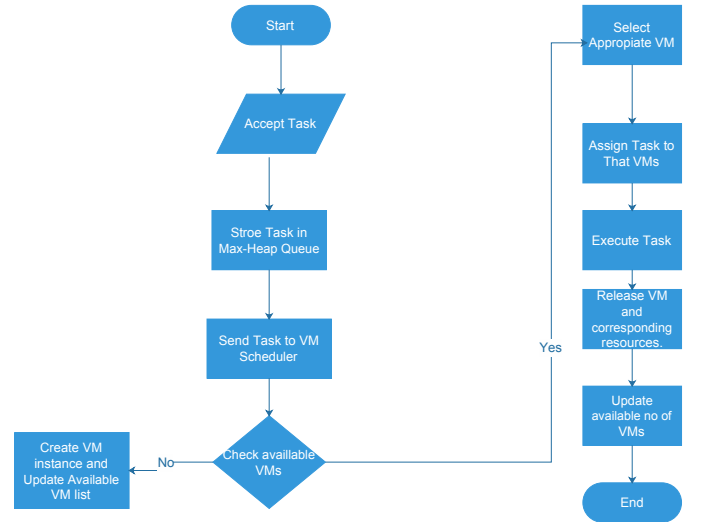 Start
Accept Task
Stroe Task in
Max-Heap Queue
Send Task to VM
Scheduler
Check availlable
VMs
No
Create VM
instance and
Update Available
VM list
Yes
Select
Appropiate VM
Assign Task to
That VMs
Execute Task
Release VM
and
corresponding
resources.
Update
available no of
VMs
End